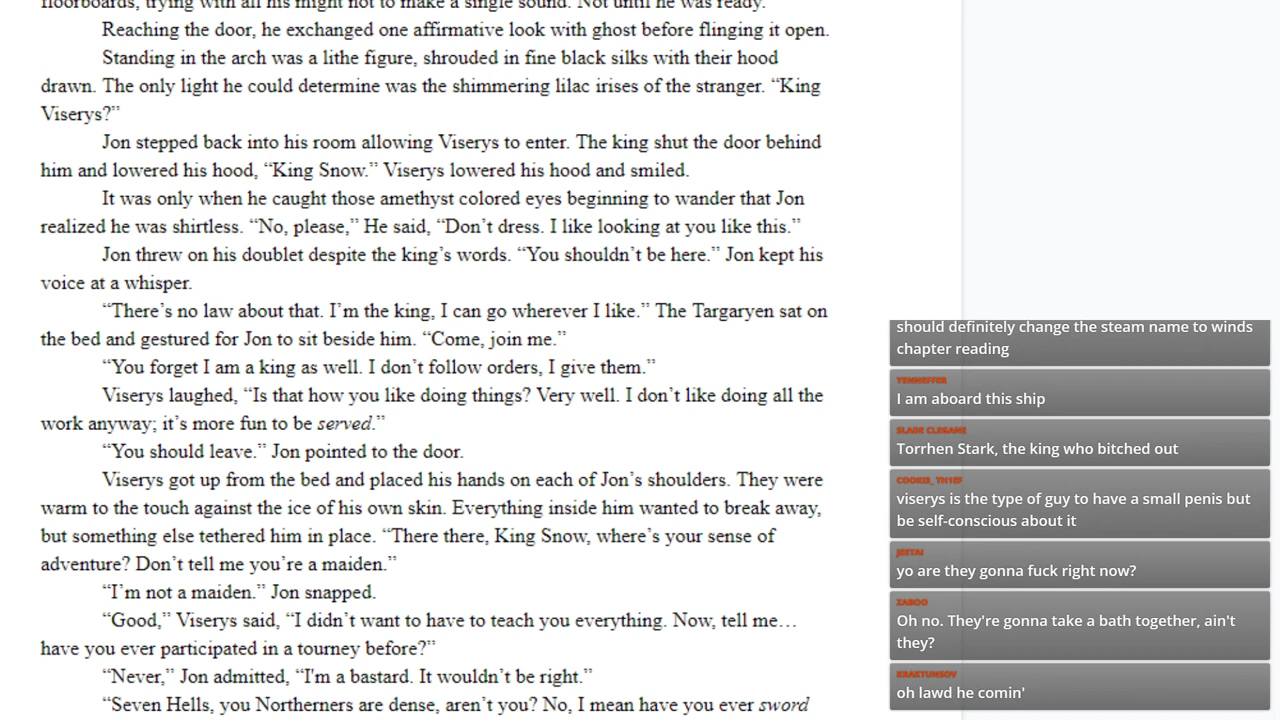 floorboards, trying with all his might not to make a single sound. Not until he was ready.
Reaching the door, he exchanged one affirmative look with ghost before flinging it open.
Standing in the arch was a lithe figure, shrouded in fine black silks with their hood
drawn. The only light he could determine was the shimmering lilac irises of the stranger. “King
Viserys?”
Jon stepped back into his room allowing Viserys to enter. The king shut the door behind
him and lowered his hood, “King Snow.” Viserys lowered his hood and smiled.
It was only when he caught those amethyst colored eyes beginning to wander that Jon
realized he was shirtless. “No, please,” He said, “Don’t dress. I like looking at you like this.”
Jon threw on his doublet despite the king’s words. “You shouldn’t be here.” Jon kept his
voice at a whisper.
“There’s no law about that. I’m the king, I can go wherever I like.” The Targaryen sat on
the bed and gestured for Jon to sit beside him. “Come, join me.”
“You forget I am a king as well. I don’t follow orders, I give them.”
Viserys laughed, “Is that how you like doing things? Very well. I don’t like doing all the
work anyway; it’s more fun to be served.”
“You should leave.” Jon pointed to the door.
Viserys got up from the bed and placed his hands on each of Jon’s shoulders. They were
warm to the touch against the ice of his own skin. Everything inside him wanted to break away,
but something else tethered him in place. “There there, King Snow, where’s your sense of
adventure? Don’t tell me you’re a maiden.”
“I’m not a maiden.” Jon snapped.
“Good,” Viserys said, “I didn’t want to have to teach you everything. Now, tell me…
have you ever participated in a tourney before?”
“Never,” Jon admitted, “I'm a bastard. It wouldn’t be right.”
“Seven Hells, you Northerners are dense, aren’t you? No, I mean have you ever sword
should definitely change the steam name to winds
chapter reading
YENNEFFER
I am aboard this ship
SLADE CLEGANE
Torrhen Stark, the king who bitched out
COOKIE_TH1EF
viserys is the type of guy to have a small penis but
be self-conscious about it
JEETAI
yo are they gonna fuck right now?
ZABOO
Oh no. They're gonna take a bath together, ain't
they?
KRAKTUNSOV
oh lawd he comin'